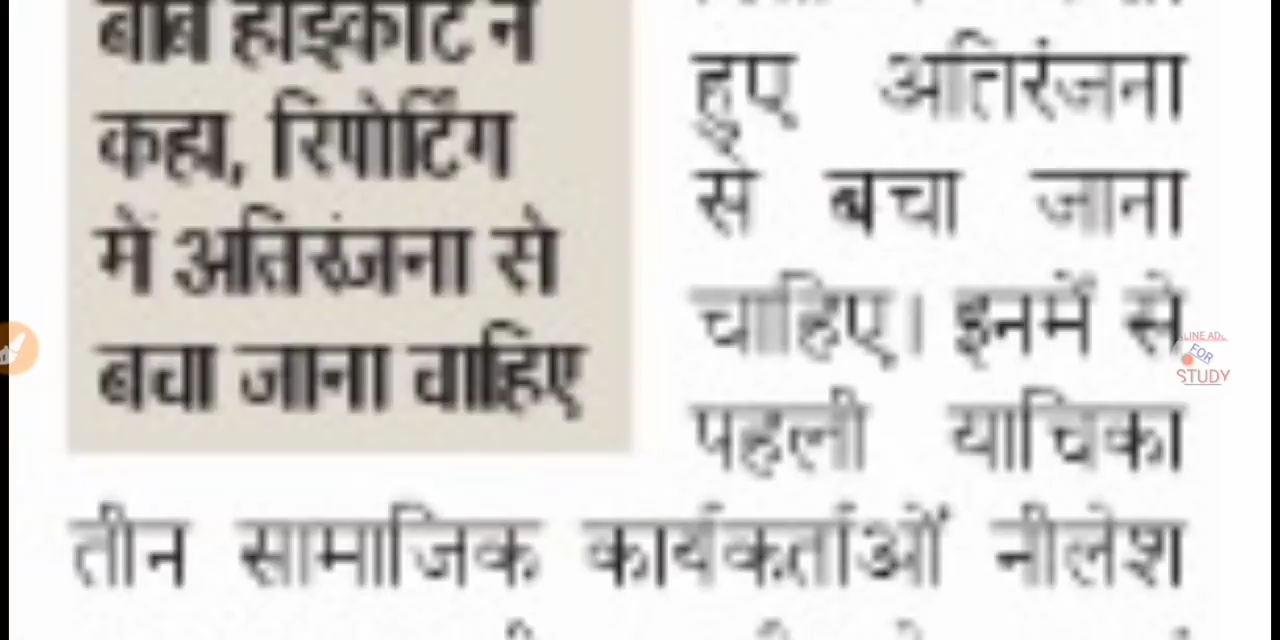 बांबे हाईकोर्ट ने
कहा, रिपोर्टिंग
में अतिरंजना से
बचा जाना चाहिए
हुए अतिरंजना
से बचा जाना
चाहिए। इनमें से
पहली याचिका
तीन सामाजिक कार्यकर्ताओं नीलेश
FOR
STUDY